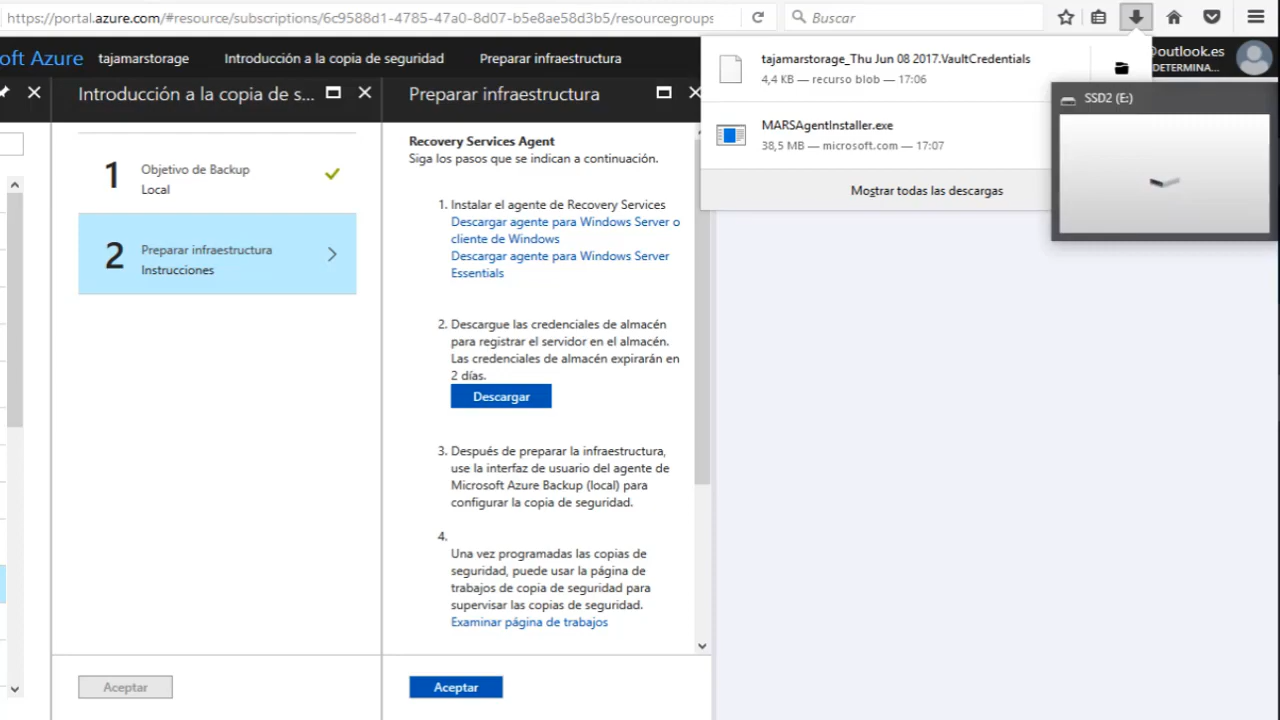 https://portal.azure.com/#resource/subscriptions/6c9588d1-4785-47a0-8d07-b5e8ae58d3b5/resourcegroups
Buscar
oft Azure
tajamarstorage
Introducción a la copia de seguridad
Preparar infraestructura
@outlook.es
DETERMINA...
Introducción a la copia de s...
1
Objetivo de Backup
Local
2
Preparar infraestructura
Instrucciones
Aceptar
Preparar infraestructura
Recovery Services Agent
Siga los pasos que se indican a continuación.
1. Instalar el agente de Recovery Services
Descargar agente para Windows Server o
cliente de Windows
Descargar agente para Windows Server
Essentials
2. Descargue las credenciales de almacén
para registrar el servidor en el almacén.
Las credenciales de almacén expirarán en
2 días.
Descargar
3. Después de preparar la infraestructura,
use la interfaz de usuario del agente de
Microsoft Azure Backup (local) para
configurar la copia de seguridad.
4.
Una vez programadas las copias de
seguridad, puede usar la página de
trabajos de copia de seguridad para
supervisar las copias de seguridad.
Examinar página de trabajos
Aceptar
tajamarstorage_Thu Jun 08 2017.VaultCredentials
4,4 KB — recurso blob — 17:06
MARSAgentInstaller.exe
38,5 MB — microsoft.com — 17:07
Mostrar todas las descargas
SSD2 (E:)